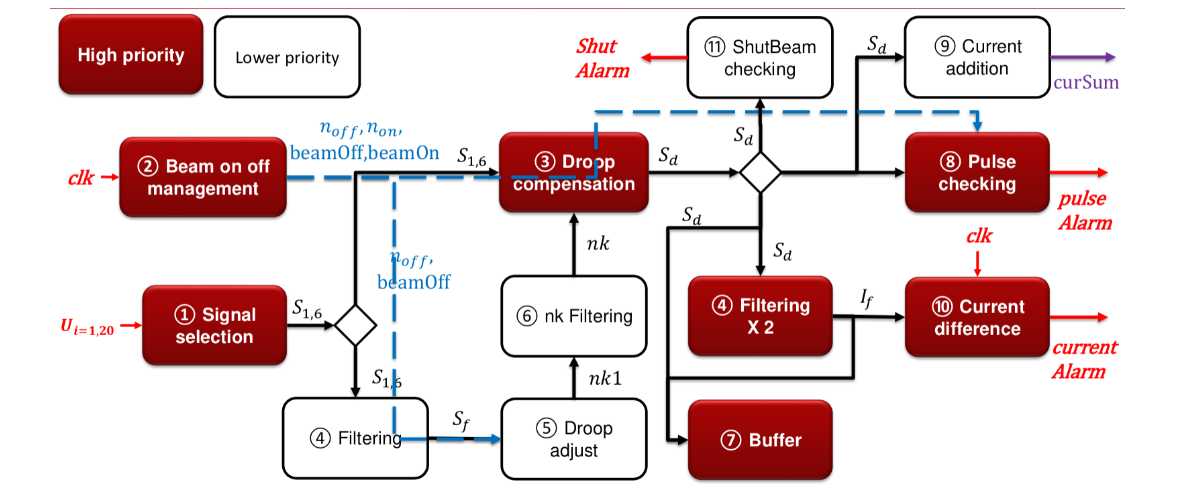 High priority
Lower priority
Shut
Alarm
⑪ ShutBeam
checking
S_d
⑨ Current
addition
curSum
n_off, n_on,
beamOff,beamOn
clk
② Beam on off
management
S_1,6
③ Droop
compensation
S_d
S_d
⑧ Pulse
checking
pulse
Alarm
S_d
S_d
clk
nk
n_off,
beamOff
U_i=1,20
① Signal
selection
S_1,6
⑥ nk Filtering
④ Filtering
X 2
I_f
⑩ Current
difference
current
Alarm
S_1,6
nk1
④ Filtering
S_f
⑤ Droop
adjust
⑦ Buffer